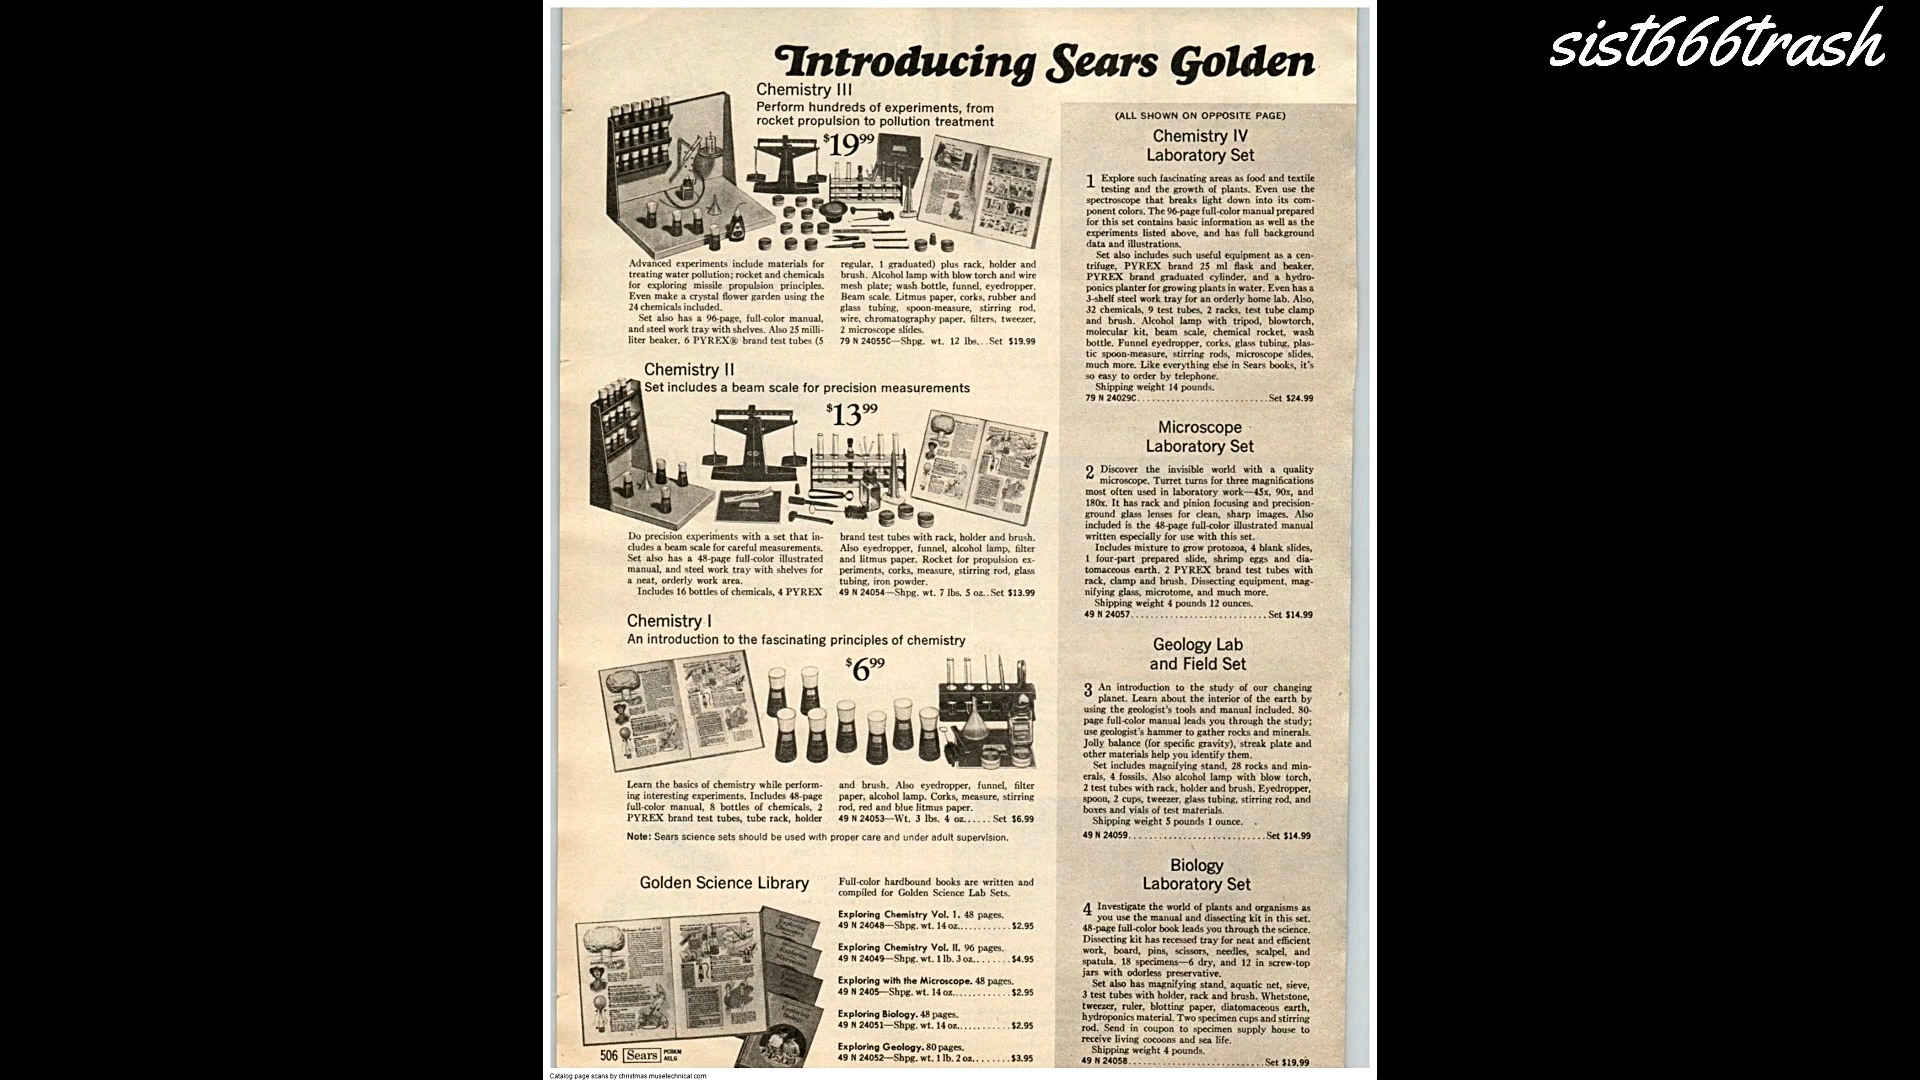 sist666trash
Introducing Sears Golden
Chemistry III
Perform hundreds of experiments, from
rocket propulsion to pollution treatment
$19⁹⁹
Advanced experiments include materials for
treating water pollution; rocket and chemicals
for exploring missile propulsion principles.
Even make a crystal flower garden using the
24 chemicals included.
Set also has a 96-page, full-color manual,
and steel work tray with shelves. Also 25 milli-
liter beaker, 6 PYREX® brand test tubes (5
regular, 1 graduated) plus rack, holder and
brush. Alcohol lamp with blow torch and wire
mesh plate; wash bottle, funnel, eyedropper.
Beam scale. Litmus paper, corks, rubber and
glass tubing, spoon-measure, stirring rod,
wire, chromatography paper, filters, tweezer,
2 microscope slides.
79 N 24055C—Shpg. wt. 12 lbs...Set $19.99
Chemistry II
Set includes a beam scale for precision measurements
$13⁹⁹
Do precision experiments with a set that in-
cludes a beam scale for careful measurements.
Set also has a 48-page full-color illustrated
manual, and steel work tray with shelves for
a neat, orderly work area.
Includes 16 bottles of chemicals, 4 PYREX
brand test tubes with rack, holder and brush.
Also eyedropper, funnel, alcohol lamp, filter
and litmus paper. Rocket for propulsion ex-
periments, corks, measure, stirring rod, glass
tubing, iron powder.
49 N 24054—Shpg. wt. 7 lbs. 5 oz..Set $13.99
Chemistry I
An introduction to the fascinating principles of chemistry
$6⁹⁹
Learn the basics of chemistry while perform-
ing interesting experiments. Includes 48-page
full-color manual, 8 bottles of chemicals, 2
PYREX brand test tubes, tube rack, holder
and brush. Also eyedropper, funnel, filter
paper, alcohol lamp. Corks, measure, stirring
rod, red and blue litmus paper.
49 N 24053—Wt. 3 lbs. 4 oz...... Set $6.99
Note: Sears science sets should be used with proper care and under adult supervision.
Golden Science Library
Full-color hardbound books are written and
compiled for Golden Science Lab Sets.
Exploring Chemistry Vol. 1. 48 pages.
49 N 24048—Shpg. wt. 14 oz...........$2.95
Exploring Chemistry Vol. II. 96 pages.
49 N 24049—Shpg. wt. 1 lb. 3 oz........$4.95
Exploring with the Microscope. 48 pages.
49 N 2405—Shpg. wt. 14 oz............$2.95
Exploring Biology. 48 pages.
49 N 24051—Shpg. wt. 14 oz...........$2.95
Exploring Geology. 80 pages.
49 N 24052—Shpg. wt. 1 lb. 2 oz........$3.95
506 Sears PCBKM
AELG
(ALL SHOWN ON OPPOSITE PAGE)
Chemistry IV
Laboratory Set
1 Explore such fascinating areas as food and textile
testing and the growth of plants. Even use the
spectroscope that breaks light down into its com-
ponent colors. The 96-page full-color manual prepared
for this set contains basic information as well as the
experiments listed above, and has full background
data and illustrations.
Set also includes such useful equipment as a cen-
trifuge, PYREX brand 25 ml flask and beaker,
PYREX brand graduated cylinder, and a hydro-
ponics planter for growing plants in water. Even has a
3-shelf steel work tray for an orderly home lab. Also,
32 chemicals, 9 test tubes, 2 racks, test tube clamp
and brush. Alcohol lamp with tripod, blowtorch,
molecular kit, beam scale, chemical rocket, wash
bottle. Funnel eyedropper, corks, glass tubing, plas-
tic spoon-measure, stirring rods, microscope slides,
much more. Like everything else in Sears books, it's
so easy to order by telephone.
Shipping weight 14 pounds.
79 N 24029C..........................Set $24.99
Microscope
Laboratory Set
2 Discover the invisible world with a quality
microscope. Turret turns for three magnifications
most often used in laboratory work—45x, 90x, and
180x. It has rack and pinion focusing and precision-
ground glass lenses for clean, sharp images. Also
included is the 48-page full-color illustrated manual
written especially for use with this set.
Includes mixture to grow protozoa, 4 blank slides,
1 four-part prepared slide, shrimp eggs and dia-
tomaceous earth. 2 PYREX brand test tubes with
rack, clamp and brush. Dissecting equipment, mag-
nifying glass, microtome, and much more.
Shipping weight 4 pounds 12 ounces.
49 N 24057...........................Set $14.99
Geology Lab
and Field Set
3 An introduction to the study of our changing
planet. Learn about the interior of the earth by
using the geologist's tools and manual included. 80-
page full-color manual leads you through the study;
use geologist's hammer to gather rocks and minerals.
Jolly balance (for specific gravity), streak plate and
other materials help you identify them.
Set includes magnifying stand, 28 rocks and min-
erals, 4 fossils. Also alcohol lamp with blow torch,
2 test tubes with rack, holder and brush. Eyedropper,
spoon, 2 cups, tweezer, glass tubing, stirring rod, and
boxes and vials of test materials.
Shipping weight 5 pounds 1 ounce.
49 N 24059...........................Set $14.99
Biology
Laboratory Set
4 Investigate the world of plants and organisms as
you use the manual and dissecting kit in this set.
48-page full-color book leads you through the science.
Dissecting kit has recessed tray for neat and efficient
work, board, pins, scissors, needles, scalpel, and
spatula. 18 specimens—6 dry, and 12 in screw-top
jars with odorless preservative.
Set also has magnifying stand, aquatic net, sieve,
3 test tubes with holder, rack and brush. Whetstone,
tweezer, ruler, blotting paper, diatomaceous earth,
hydroponics material. Two specimen cups and stirring
rod. Send in coupon to specimen supply house to
receive living cocoons and sea life.
Shipping weight 4 pounds.
49 N 24058...........................Set $19.99
Catalog page scans by christmas.musetechnical.com